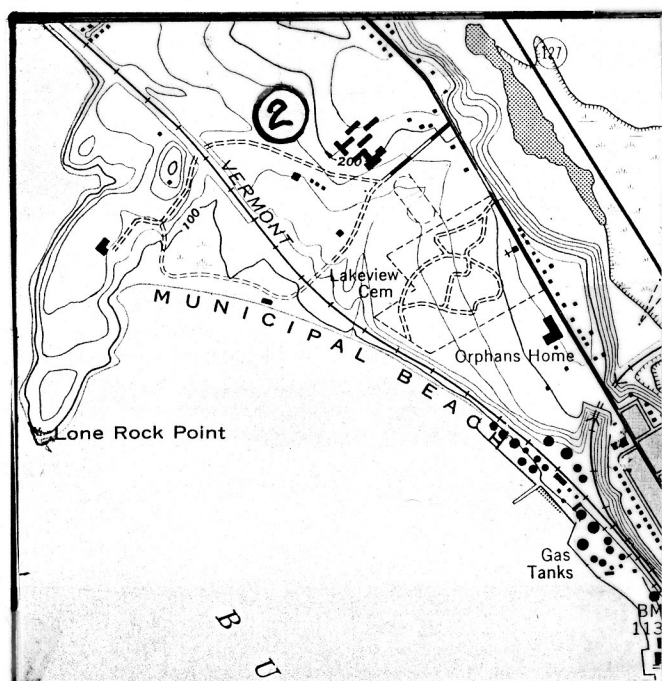 127
2
200
VERMONT
100
Lakeview
Cem
MUNICIPAL BEACH
Orphans Home
Lone Rock Point
Gas
Tanks
BM
113
B U